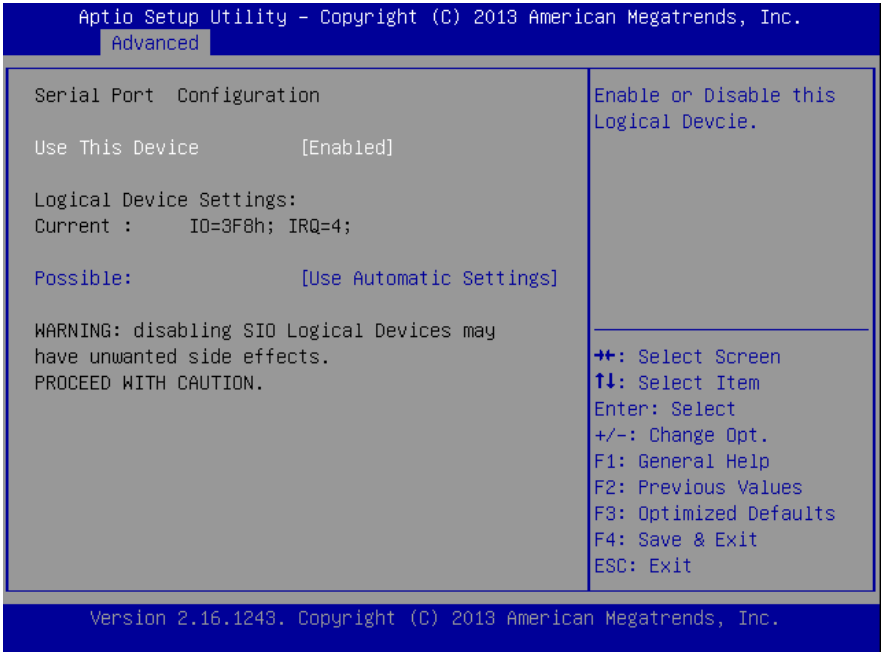 Aptio Setup Utility – Copyright (C) 2013 American Megatrends, Inc.
Advanced
Serial Port Configuration
Use This Device [Enabled]
Logical Device Settings:
Current : IO=3F8h; IRQ=4;
Possible: [Use Automatic Settings]
WARNING: disabling SIO Logical Devices may
have unwanted side effects.
PROCEED WITH CAUTION.
Enable or Disable this
Logical Devcie.
→←: Select Screen
↑↓: Select Item
Enter: Select
+/-: Change Opt.
F1: General Help
F2: Previous Values
F3: Optimized Defaults
F4: Save & Exit
ESC: Exit
Version 2.16.1243. Copyright (C) 2013 American Megatrends, Inc.